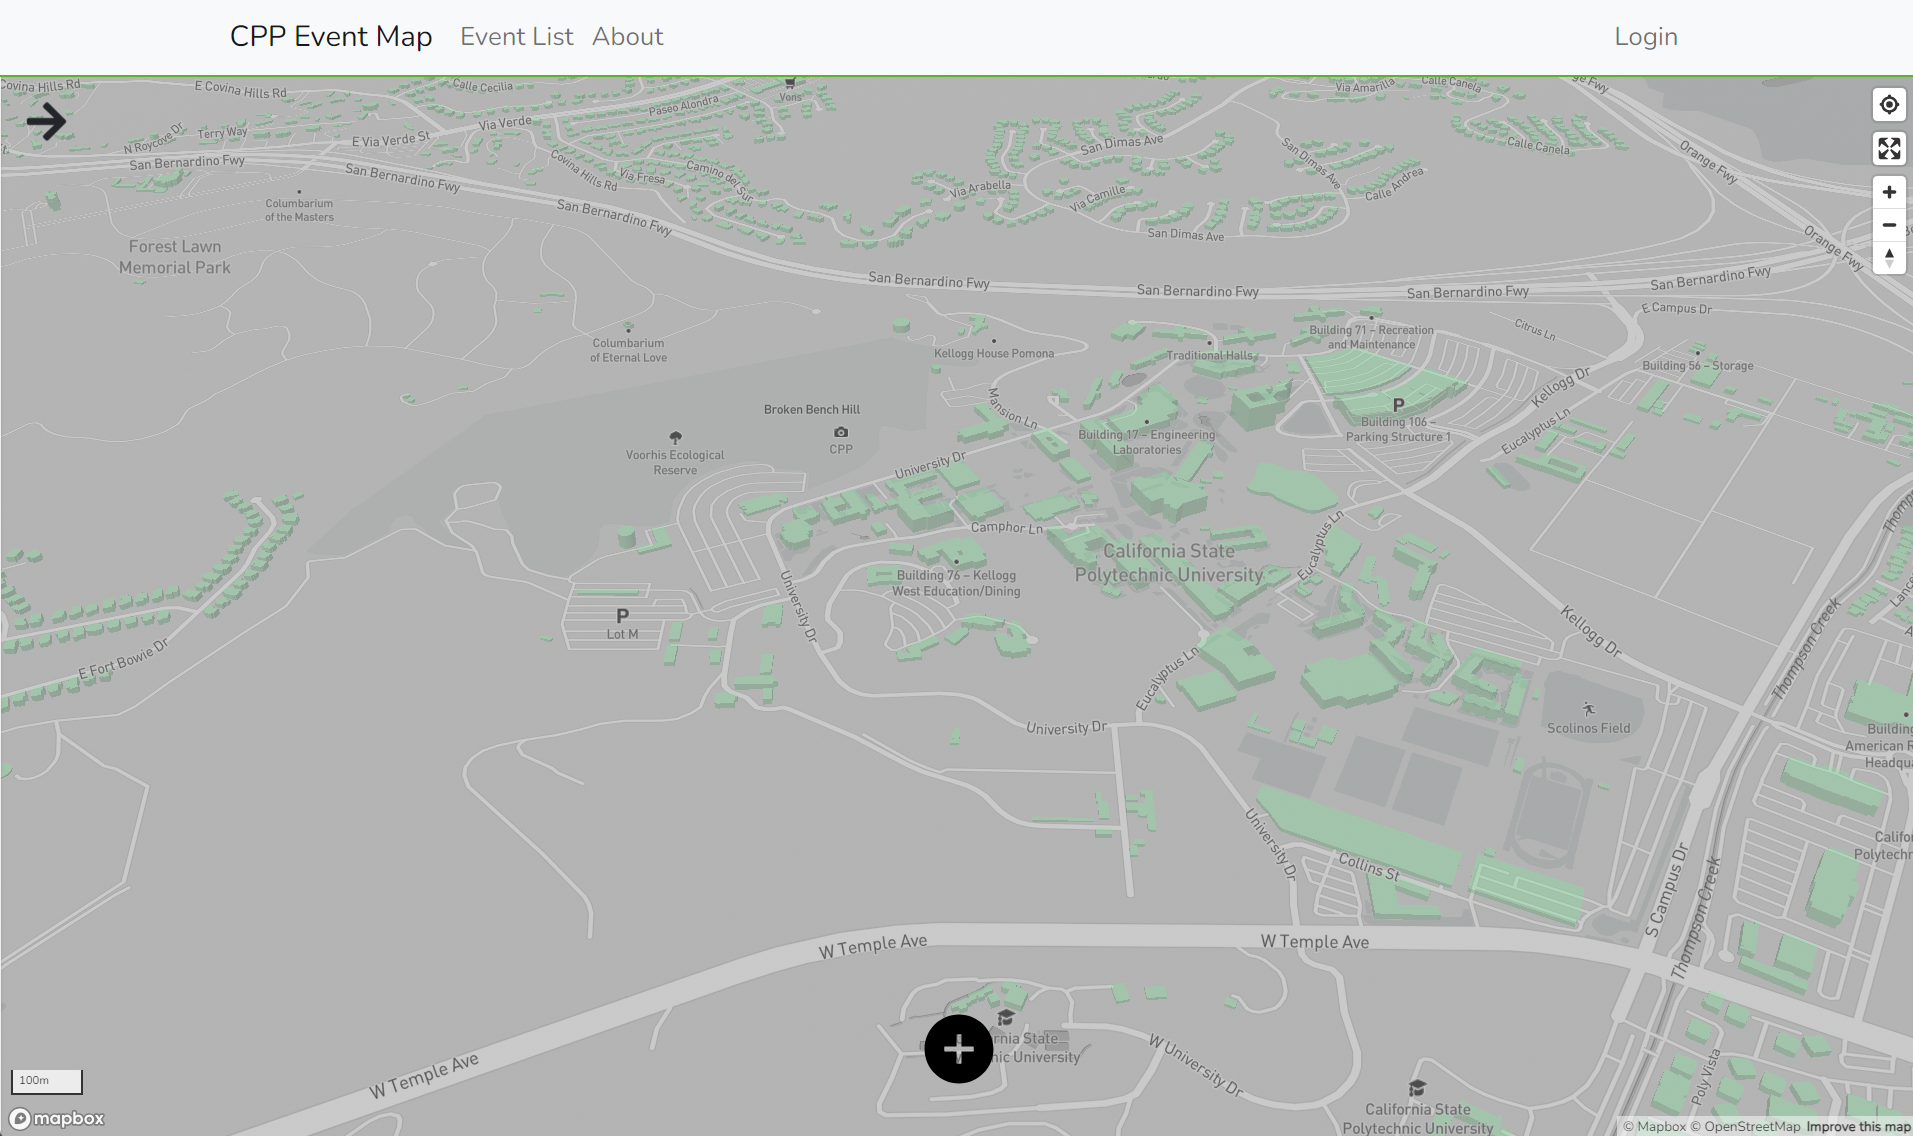 CPP Event Map
Event List
About
Login
Covina Hills Rd
E Covina Hills Rd
Calle Cecilia
Vons
Paseo Alondra
Via Amarilla
Calle Canela
Orange Fwy
N Roycove Dr
Terry Way
E Via Verde St
Via Verde
San Dimas Ave
San Dimas Ave
Calle Canela
Orange Fwy
San Bernardino Fwy
San Bernardino Fwy
Covina Hills Rd
Via Fresa
Camino del Sur
Via Arabella
Via Camille
Calle Andrea
Columbarium
of the Masters
San Bernardino Fwy
San Dimas Ave
Orange Fwy
Forest Lawn
Memorial Park
San Bernardino Fwy
San Bernardino Fwy
San Bernardino Fwy
San Bernardino Fwy
E Campus Dr
Citrus Ln
Building 71 – Recreation
and Maintenance
Columbarium
of Eternal Love
Kellogg House Pomona
Traditional Halls
Building 56 – Storage
Kellogg Dr
Mansion Ln
Broken Bench Hill
P
Building 106 –
Parking Structure 1
Eucalyptus Ln
CPP
Building 17 – Engineering
Laboratories
Voorhis Ecological
Reserve
University Dr
Camphor Ln
California State
Polytechnic University
Eucalyptus Ln
Building 76 – Kellogg
West Education/Dining
University Dr
P
Lot M
E Fort Bowie Dr
Kellogg Dr
Thompson Creek
Eucalyptus Ln
University Dr
Scolinos Field
Building
American R
Headqua
University Dr
Collins St
Califor
Polytechn
S Campus Dr
Thompson Creek
W Temple Ave
W Temple Ave
rnia State
hnic University
W Temple Ave
W University Dr
Poly Vista
California State
Polytechnic University
100m
mapbox
© Mapbox © OpenStreetMap Improve this map